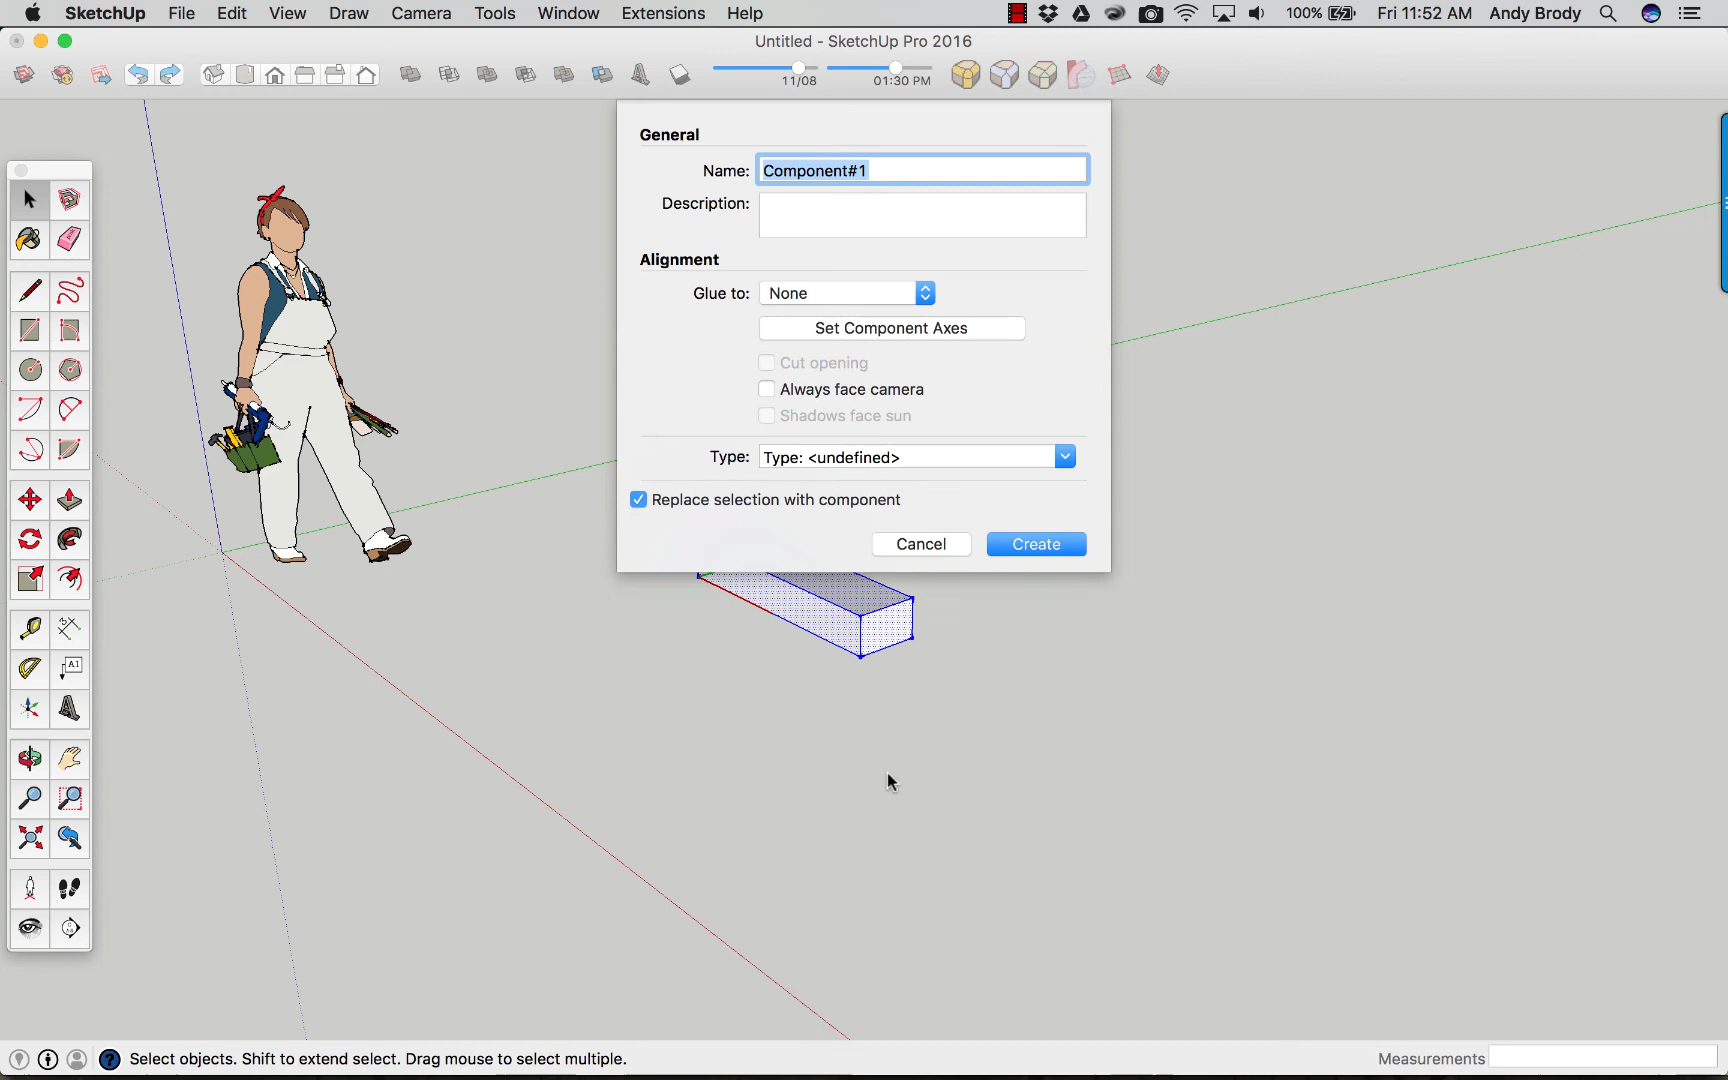 SketchUp File Edit View Draw Camera Tools Window Extensions Help 100% Fri 11:52 AM Andy Brody
Untitled - SketchUp Pro 2016
11/08 01:30 PM
General
Name: Component#1
Description:
Alignment
Glue to: None
Set Component Axes
Cut opening
Always face camera
Shadows face sun
Type: Type: <undefined>
Replace selection with component
Cancel Create
A1
Select objects. Shift to extend select. Drag mouse to select multiple. Measurements